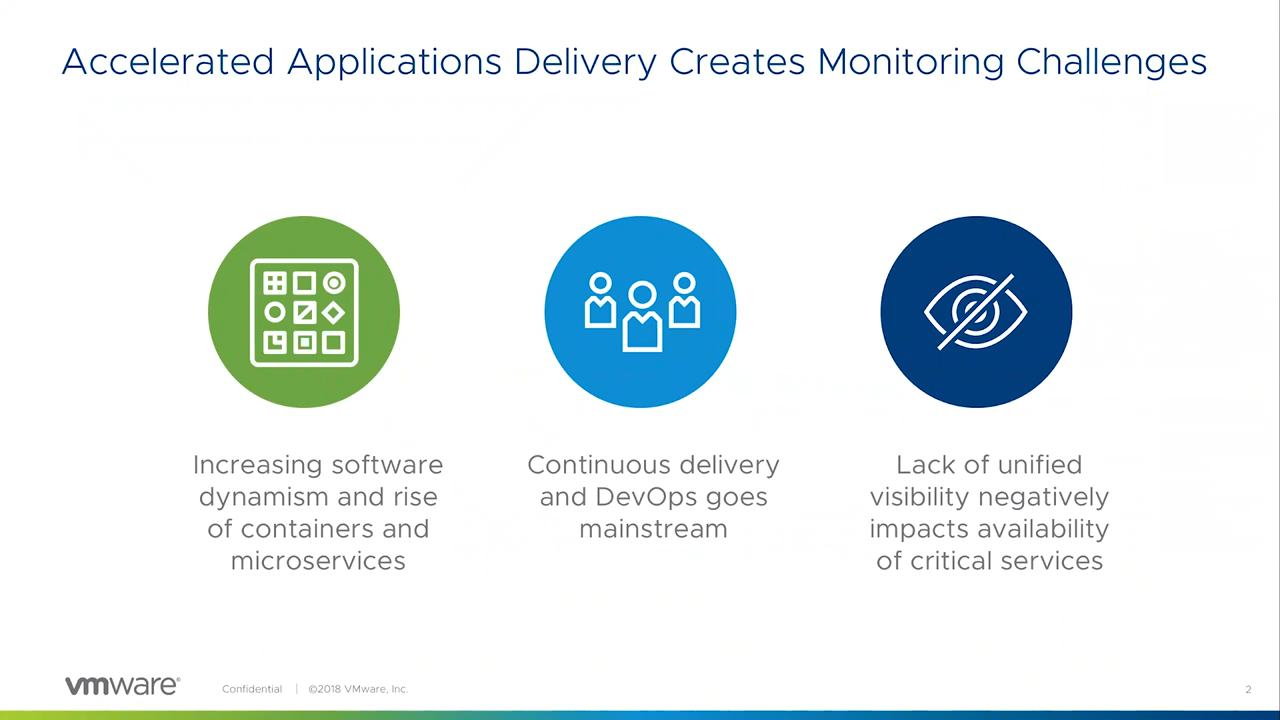 Accelerated Applications Delivery Creates Monitoring Challenges
Increasing software
dynamism and rise
of containers and
microservices
Continuous delivery
and DevOps goes
mainstream
Lack of unified
visibility negatively
impacts availability
of critical services
vmware®
Confidential | ©2018 VMware, Inc.
2